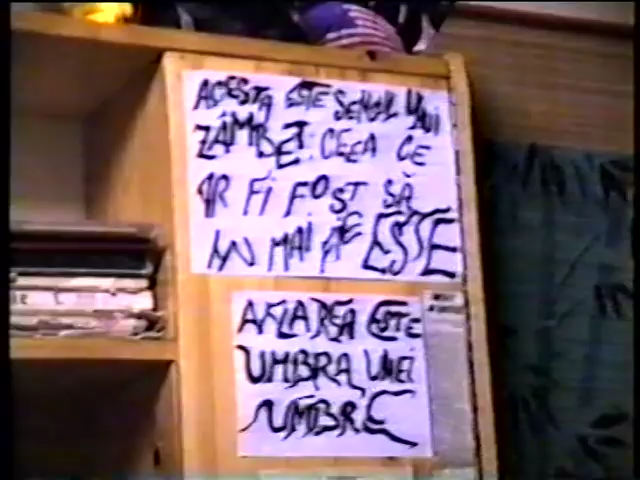 ACESTA ESTE SEMNUL UNUI
ZÂMBET. CEEA CE
AR FI FOST SĂ
NU MAI FIE ESTE
AFLAREA ESTE
UMBRA UNEI
UMBRE